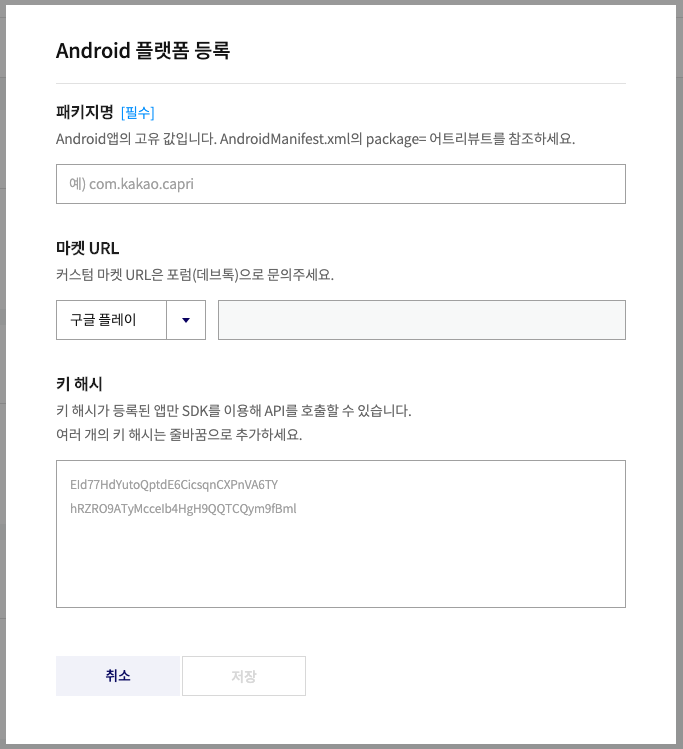 Android 플랫폼 등록
패키지명 [필수]
Android앱의 고유 값입니다. AndroidManifest.xml의 package= 어트리뷰트를 참조하세요.
예) com.kakao.capri
마켓 URL
커스텀 마켓 URL은 포럼(데브톡)으로 문의주세요.
구글 플레이
키 해시
키 해시가 등록된 앱만 SDK를 이용해 API를 호출할 수 있습니다.
여러 개의 키 해시는 줄바꿈으로 추가하세요.
EId77HdYutoQptdE6CicsqnCXPnVA6TY
hRZRO9ATyMcceIb4HgH9QQTCQym9fBmI
취소 저장